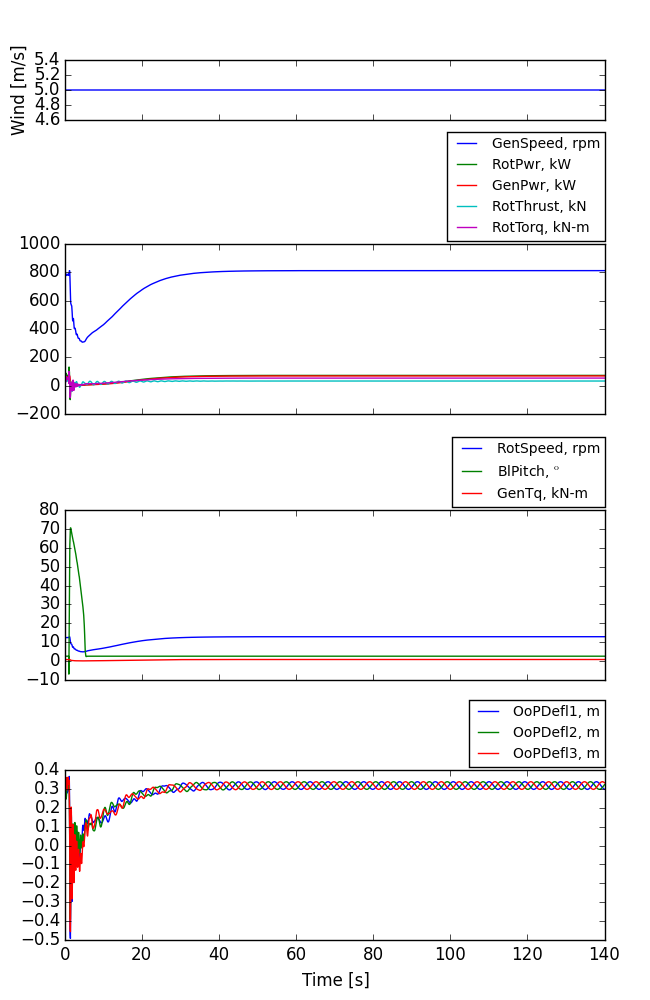 Wind [m/s]
5.4
5.2
5.0
4.8
4.6
GenSpeed, rpm
RotPwr, kW
GenPwr, kW
RotThrust, kN
RotTorq, kN-m
1000
800
600
400
200
0
−200
RotSpeed, rpm
BlPitch, °
GenTq, kN-m
80
70
60
50
40
30
20
10
0
−10
OoPDefl1, m
OoPDefl2, m
OoPDefl3, m
0.4
0.3
0.2
0.1
0.0
−0.1
−0.2
−0.3
−0.4
−0.5
0 20 40 60 80 100 120 140
Time [s]